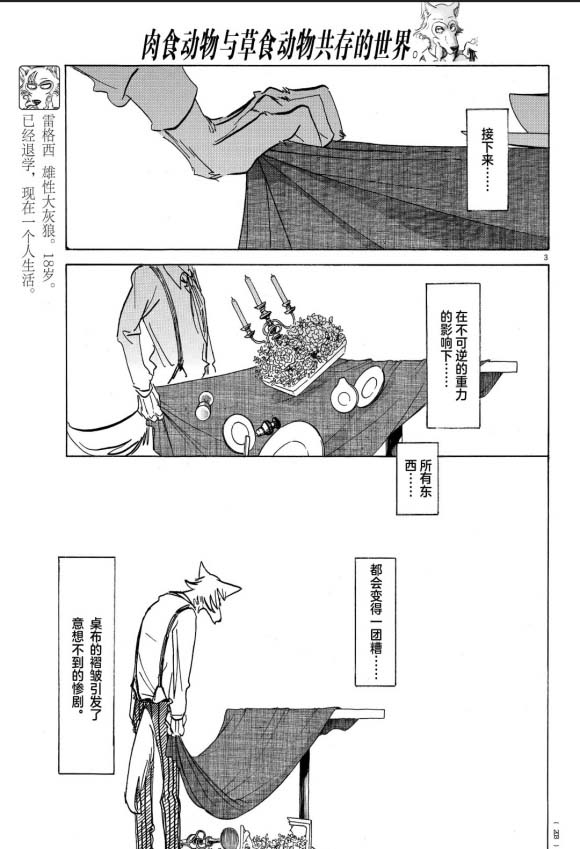 肉食动物与草食动物共存的世界
雷格西 雄性大灰狼。18岁。
已经退学，现在一个人生活。
接下来……
3
在不可逆的重力
的影响下……
所有东
西……
都会变得一团糟……
桌布的褶皱引发了
意想不到的惨剧。